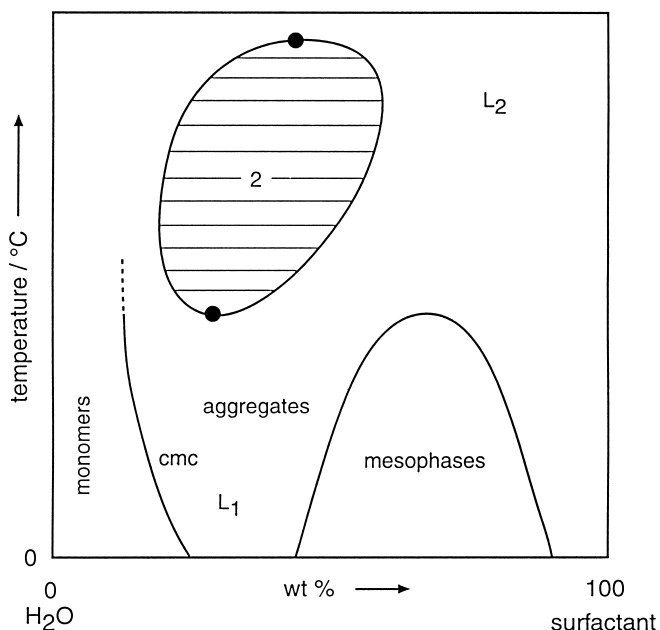 L2
2
temperature / °C
aggregates
monomers
cmc
mesophases
L1
0
0
wt %
100
H2O
surfactant